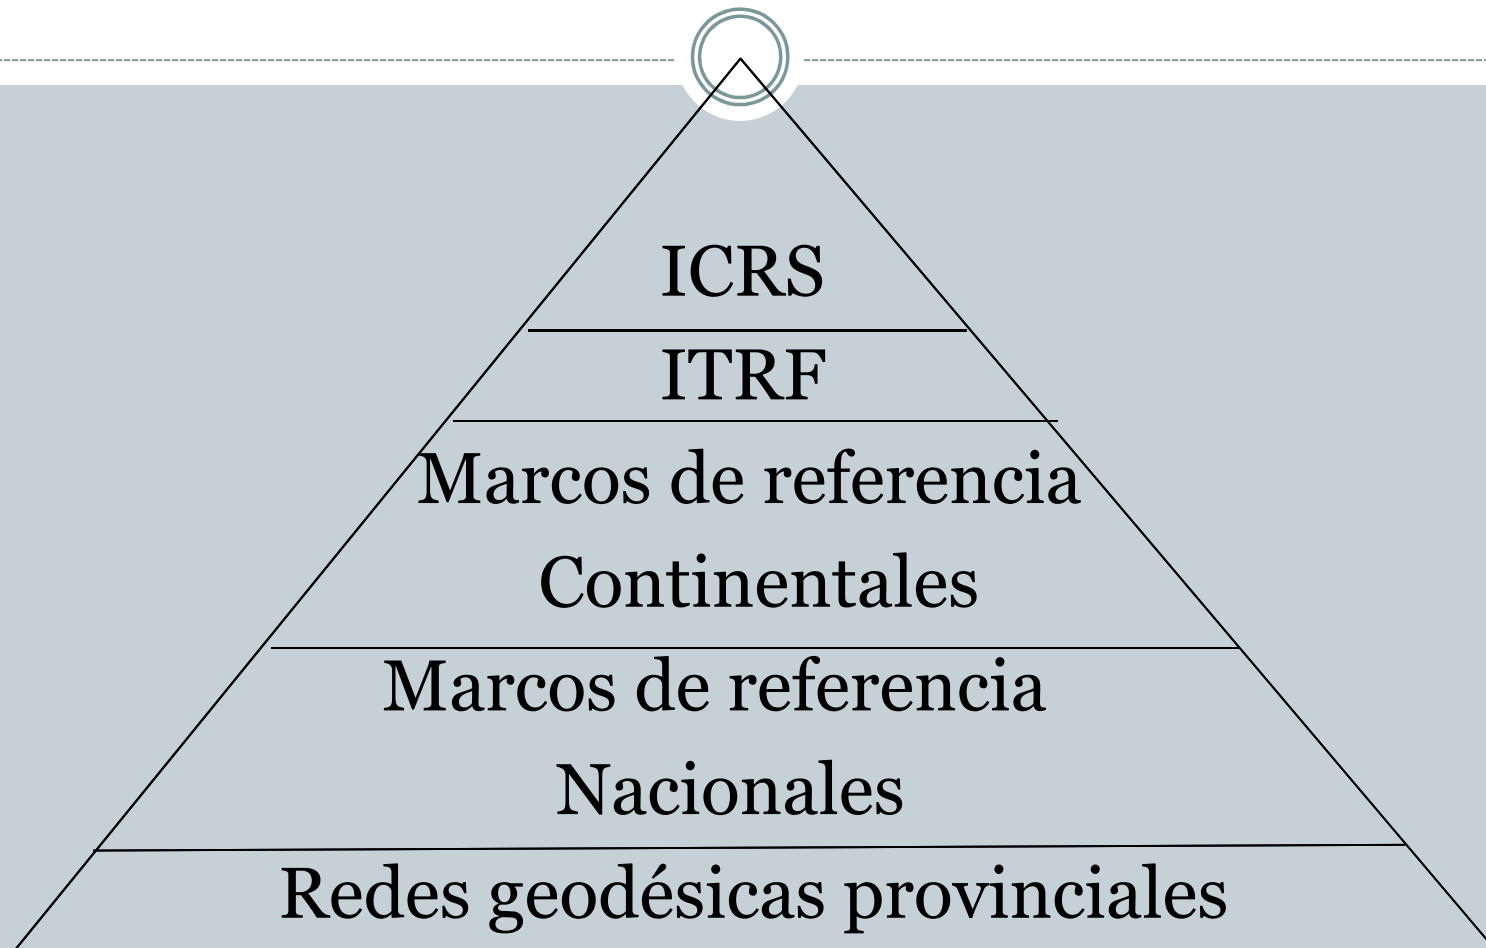 ICRS
ITRF
Marcos de referencia
Continentales
Marcos de referencia
Nacionales
Redes geodésicas provinciales